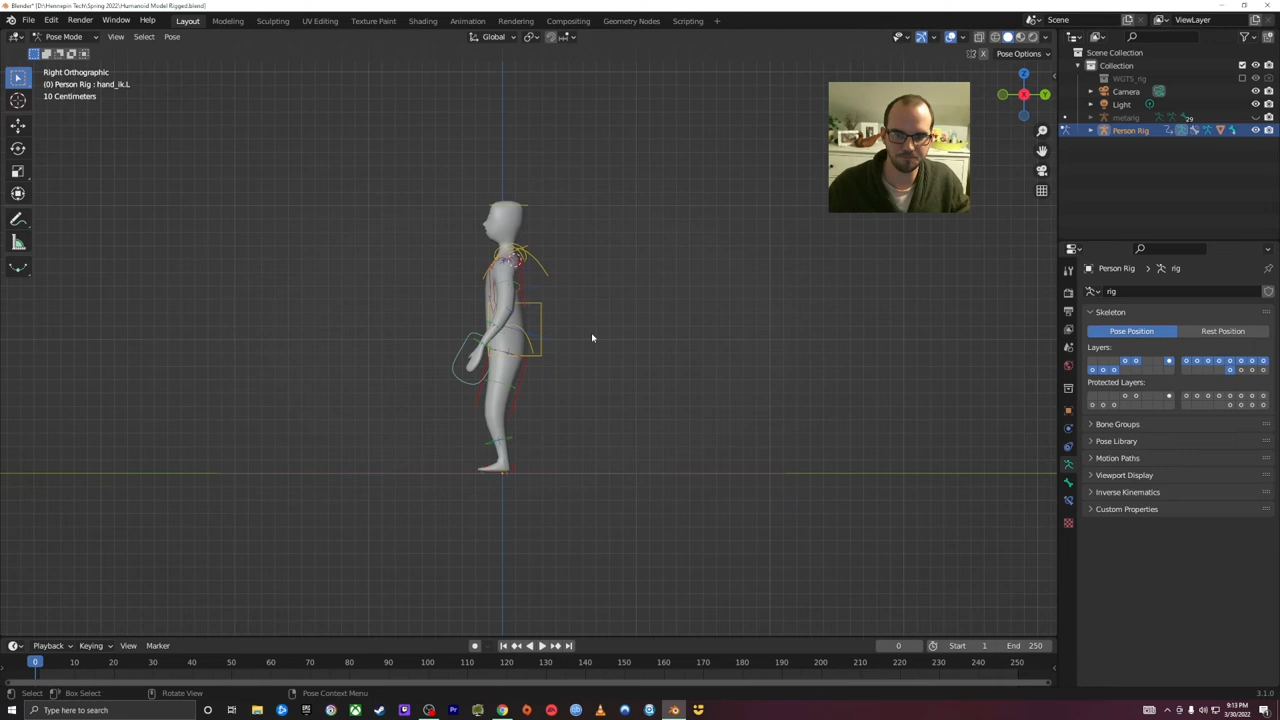 Blender* [D:\Hennepin Tech\Spring 2022\Humanoid Model Rigged.blend]
File Edit Render Window Help Layout Modeling Sculpting UV Editing Texture Paint Shading Animation Rendering Compositing Geometry Nodes Scripting + Scene ViewLayer
Pose Mode View Select Pose Global
X Pose Options
Right Orthographic
(0) Person Rig : hand_ik.L
10 Centimeters
Z
X
Y
Scene Collection
Collection
WGTS_rig
Camera
Light
metarig 29
Person Rig
Person Rig > rig
rig
Skeleton
Pose Position Rest Position
Layers:
Protected Layers:
Bone Groups
Pose Library
Motion Paths
Viewport Display
Inverse Kinematics
Custom Properties
Playback Keying View Marker 0 Start 1 End 250
0 10 20 30 40 50 60 70 80 90 100 110 120 130 140 150 160 170 180 190 200 210 220 230 240 250
Select Box Select Rotate View Pose Context Menu 3.1.0
Type here to search
9:13 PM
3/30/2022